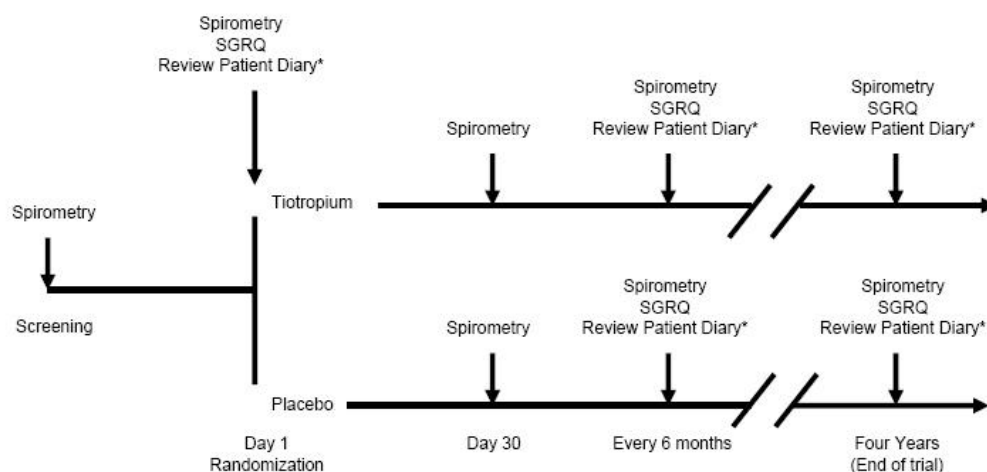 Spirometry
SGRQ
Review Patient Diary*
Spirometry
Spirometry
SGRQ
Review Patient Diary*
Spirometry
SGRQ
Review Patient Diary*
Tiotropium
Spirometry
Screening
Spirometry
Spirometry
SGRQ
Review Patient Diary*
Spirometry
SGRQ
Review Patient Diary*
Placebo
Day 1
Randomization
Day 30
Every 6 months
Four Years
(End of trial)